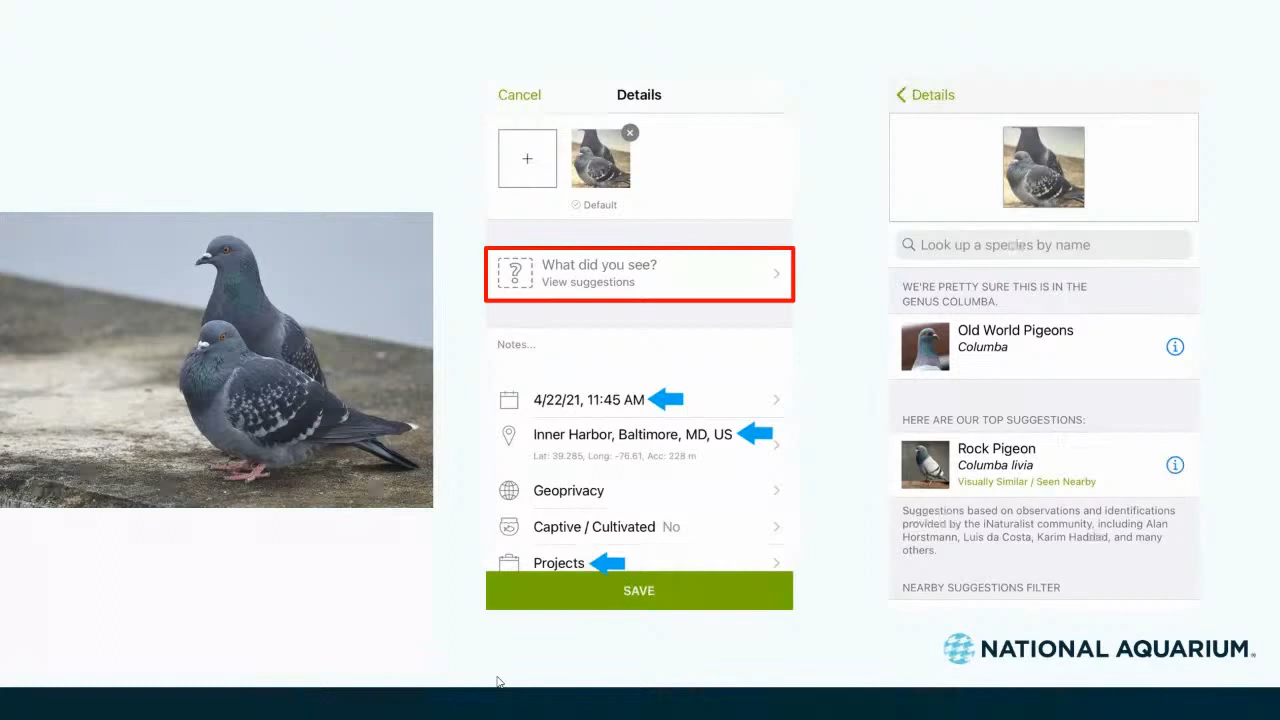 Cancel
Details
Default
What did you see?
View suggestions
Notes...
4/22/21, 11:45 AM
Inner Harbor, Baltimore, MD, US
Lat: 39.285, Long: -76.61, Acc: 228 m
Geoprivacy
Captive / Cultivated No
Projects
SAVE
Details
Look up a species by name
WE'RE PRETTY SURE THIS IS IN THE
GENUS COLUMBA.
Old World Pigeons
Columba
HERE ARE OUR TOP SUGGESTIONS:
Rock Pigeon
Columba livia
Visually Similar / Seen Nearby
Suggestions based on observations and identifications
provided by the iNaturalist community, including Alan
Horstmann, Luis da Costa, Karim Haddad, and many
others.
NEARBY SUGGESTIONS FILTER
NATIONAL AQUARIUM